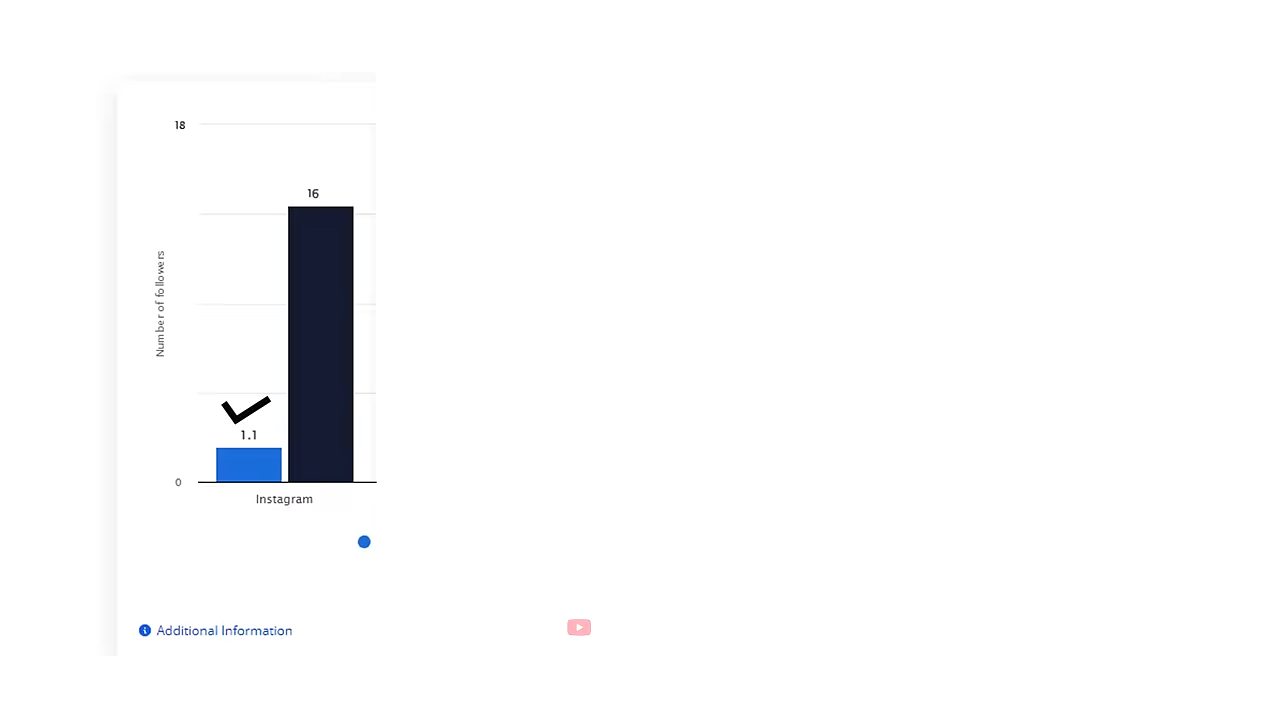 18
16
Number of followers
1.1
0
Instagram
Additional Information